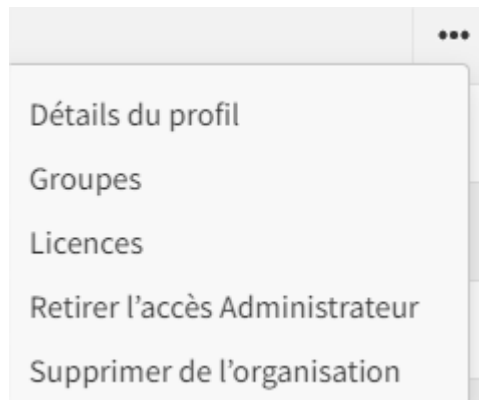 Détails du profil
Groupes
Licences
Retirer l’accès Administrateur
Supprimer de l’organisation